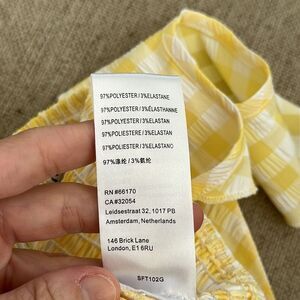 97%POLYESTER / 3%ELASTANE
97%POLYESTER / 3%ÉLASTHANNE
97%POLYESTER / 3%ELASTAN
97%POLIESTERE / 3%ELASTAN
97%POLIESTER / 3%ELASTANO
97%涤纶 / 3%氨纶
RN #66170
CA#32054
Leidsestraat 32, 1017 PB
Amsterdam, Netherlands
146 Brick Lane
London, E1 6RU
SFT102G